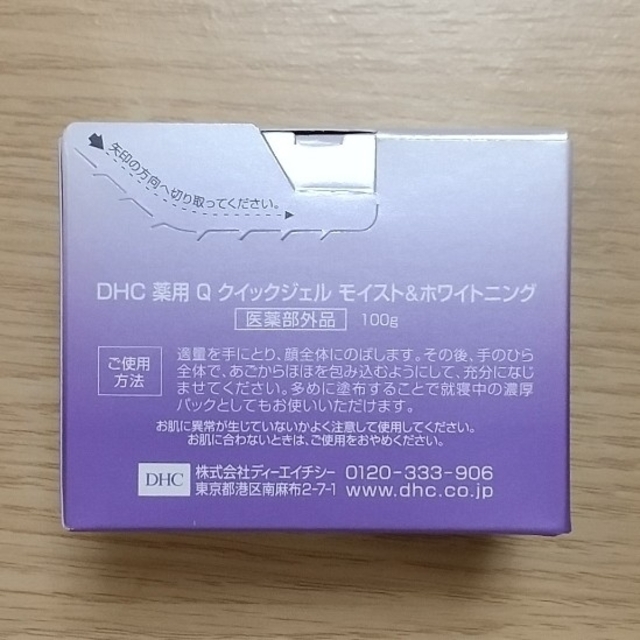 矢印の方向へ切り取ってください。
DHC 薬用 Q クイックジェル モイスト&ホワイトニング
医薬部外品 100g
ご使用
方法
適量を手にとり、顔全体にのばします。その後、手のひら
全体で、あごからほほを包み込むようにして、充分になじ
ませてください。多めに塗布することで就寝中の濃厚
パックとしてもお使いいただけます。
お肌に異常が生じていないかよく注意して使用してください。
お肌に合わないときは、ご使用をおやめください。
DHC
株式会社ディーエイチシー 0120-333-906
東京都港区南麻布2-7-1 www.dhc.co.jp